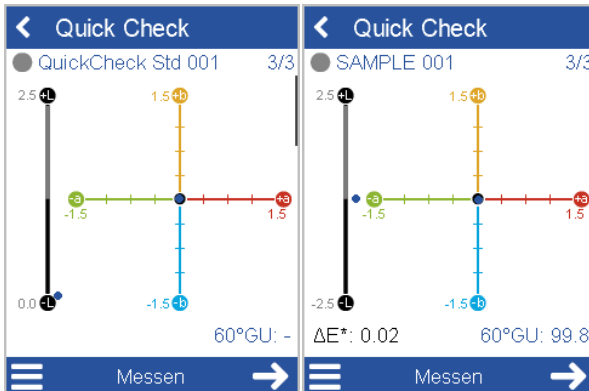 Quick Check
QuickCheck Std 001 3/3
2.5 +L
1.5 +b
-a +a
-1.5 1.5
0.0 -L
-1.5 -b
60°GU: -
Messen
Quick Check
SAMPLE 001 3/3
2.5 +L
1.5 +b
-a +a
-1.5 1.5
-2.5 -L
-1.5 -b
ΔE*: 0.02 60°GU: 99.8
Messen